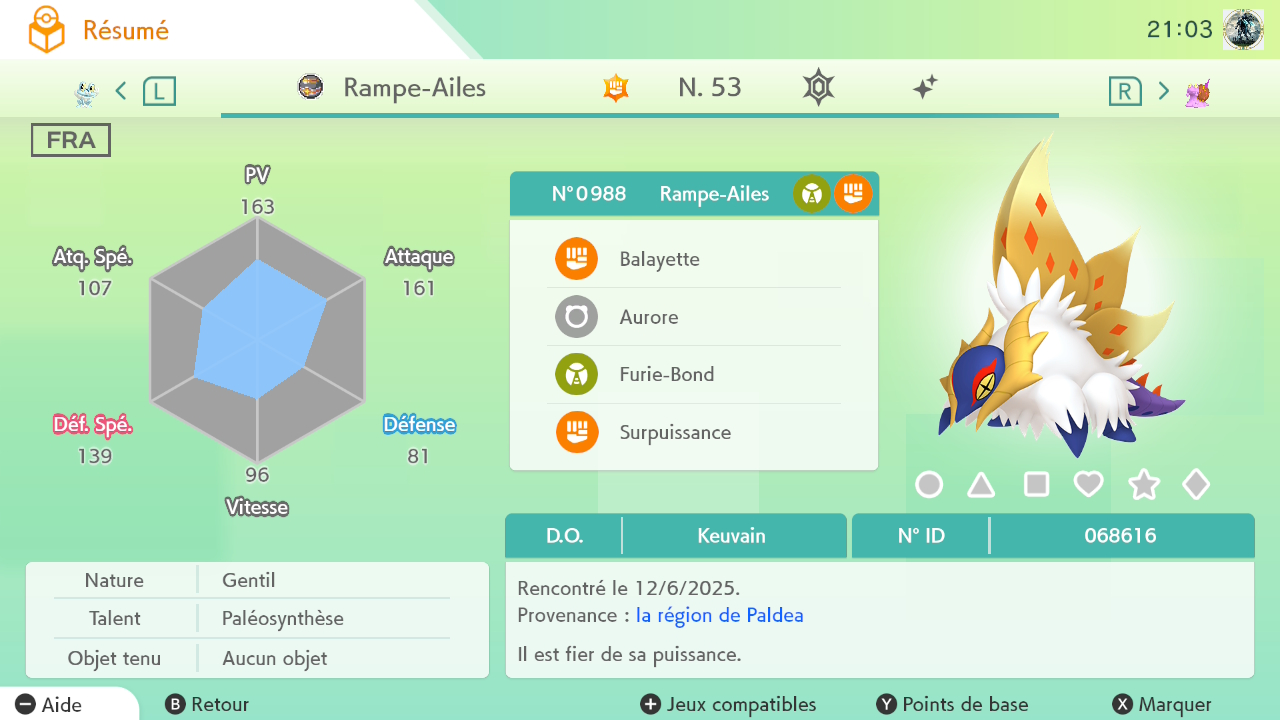 Résumé
21:03
L
Rampe-Ailes
N. 53
R
FRA
PV
163
Atq. Spé.
107
Attaque
161
Déf. Spé.
139
Défense
81
96
Vitesse
N°0988 Rampe-Ailes
Balayette
Aurore
Furie-Bond
Surpuissance
D.O. Keuvain
N° ID 068616
Nature Gentil
Talent Paléosynthèse
Objet tenu Aucun objet
Rencontré le 12/6/2025.
Provenance : la région de Paldea
Il est fier de sa puissance.
Aide
B Retour
Jeux compatibles
Y Points de base
X Marquer